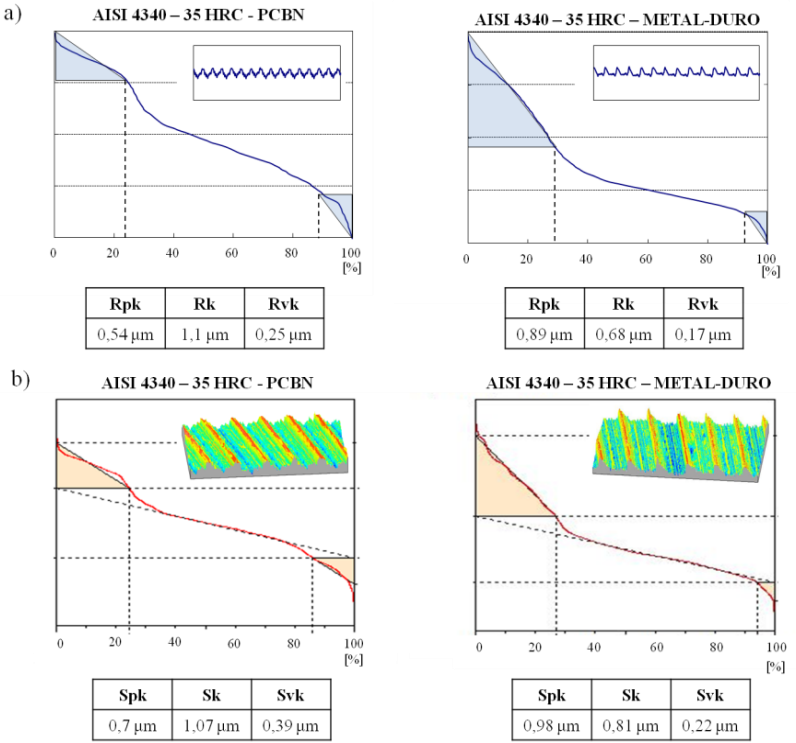 a)
AISI 4340 – 35 HRC - PCBN
AISI 4340 – 35 HRC – METAL-DURO
0 20 40 60 80 100
[%]
0 20 40 60 80 100
[%]
Rpk Rk Rvk
0,54 µm 1,1 µm 0,25 µm
Rpk Rk Rvk
0,89 µm 0,68 µm 0,17 µm
b)
AISI 4340 – 35 HRC - PCBN
AISI 4340 – 35 HRC – METAL-DURO
0 20 40 60 80 100
[%]
0 20 40 60 80 100
[%]
Spk Sk Svk
0,7 µm 1,07 µm 0,39 µm
Spk Sk Svk
0,98 µm 0,81 µm 0,22 µm